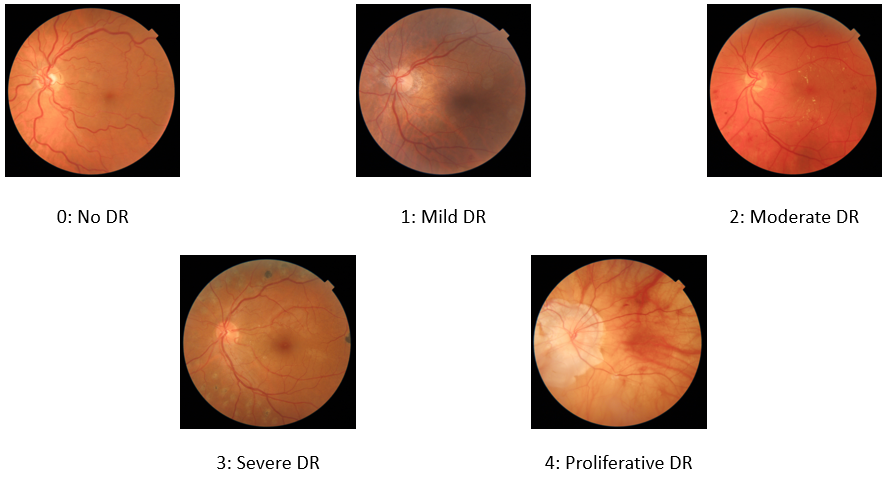 0: No DR
1: Mild DR
2: Moderate DR
3: Severe DR
4: Proliferative DR